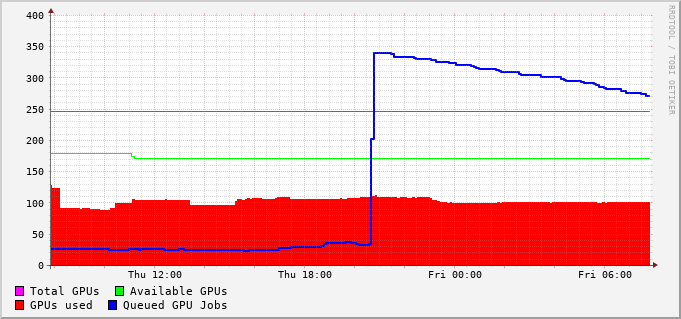 RRDTOOL / TOBI OETIKER
400
350
300
250
200
150
100
50
0
Thu 12:00 Thu 18:00 Fri 00:00 Fri 06:00
Total GPUs Available GPUs
GPUs used Queued GPU Jobs